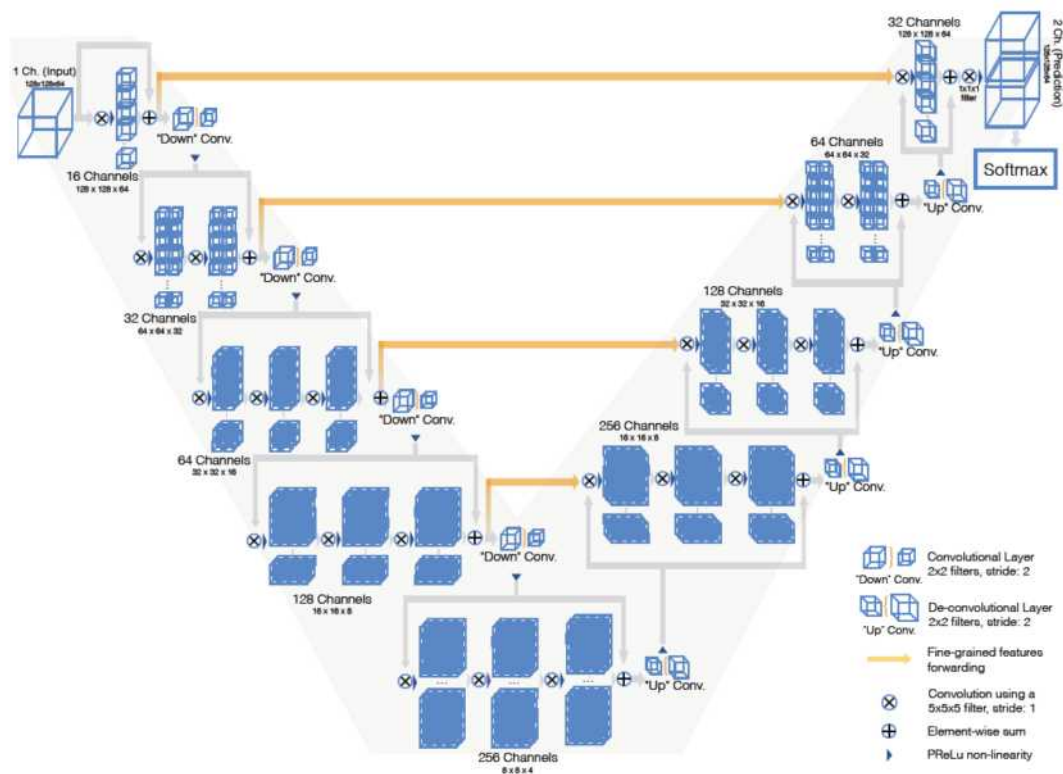 32 Channels
128 x 128 x 64
2 Ch. (Prediction)
128x128x64
1 Ch. (Input)
128x128x64
1x1x1
filter
"Down" Conv.
64 Channels
64 x 64 x 32
Softmax
16 Channels
128 x 128 x 64
"Up" Conv.
"Down" Conv.
128 Channels
32 x 32 x 16
32 Channels
64 x 64 x 32
"Up" Conv.
"Down" Conv.
256 Channels
16 x 16 x 8
64 Channels
32 x 32 x 16
"Up" Conv.
"Down" Conv.
128 Channels
16 x 16 x 8
...
...
...
"Up" Conv.
256 Channels
8 x 8 x 4
Convolutional Layer
2x2 filters, stride: 2
"Down" Conv.
De-convolutional Layer
2x2 filters, stride: 2
"Up" Conv.
Fine-grained features
forwarding
Convolution using a
5x5x5 filter, stride: 1
Element-wise sum
PReLu non-linearity